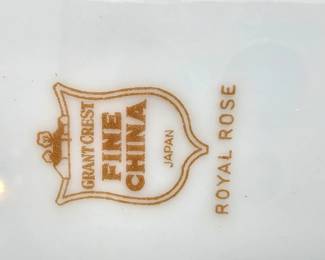 GRANT CREST
FINE
CHINA
JAPAN
ROYAL ROSE